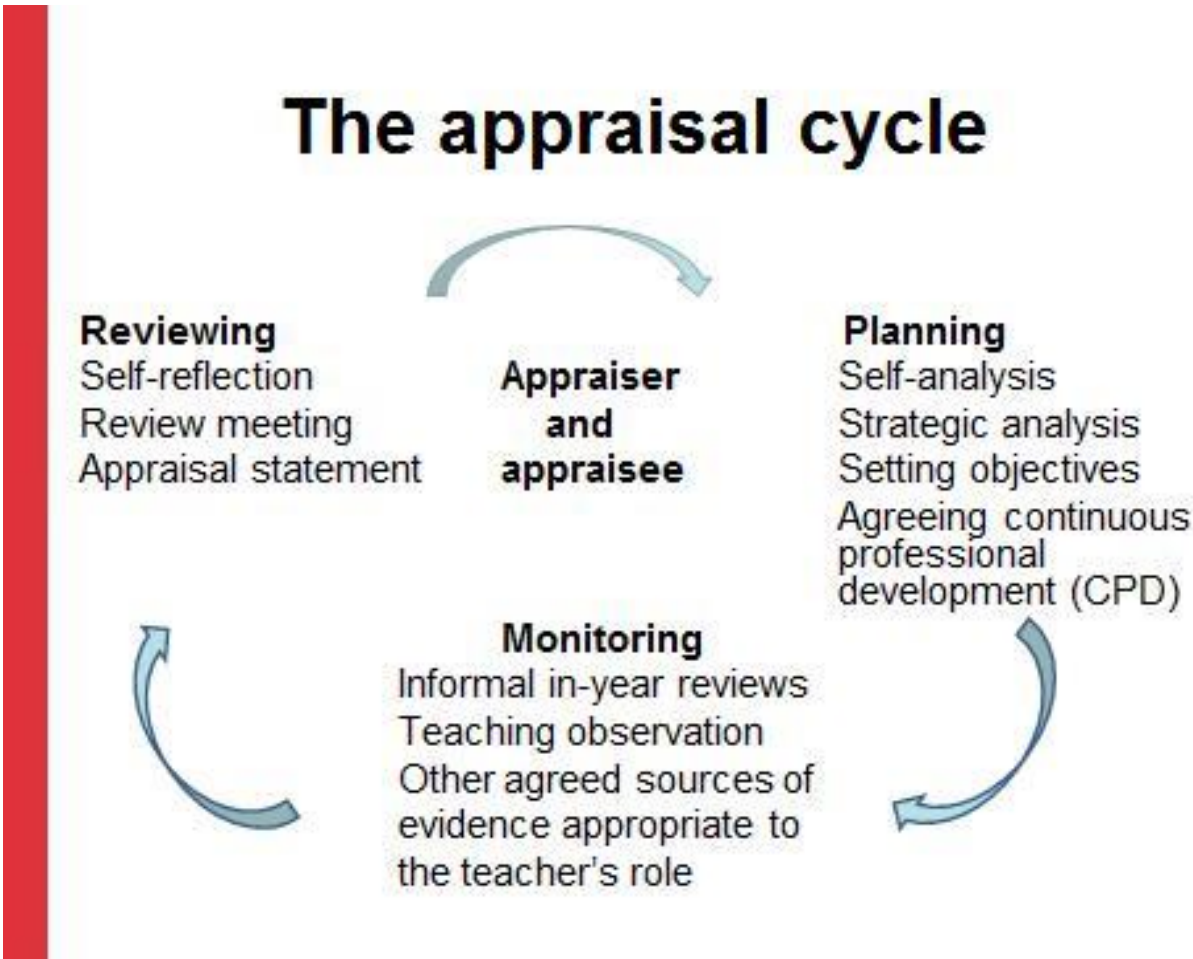 The appraisal cycle
Reviewing
Self-reflection
Review meeting
Appraisal statement
Appraiser
and
appraisee
Planning
Self-analysis
Strategic analysis
Setting objectives
Agreeing continuous
professional
development (CPD)
Monitoring
Informal in-year reviews
Teaching observation
Other agreed sources of
evidence appropriate to
the teacher's role